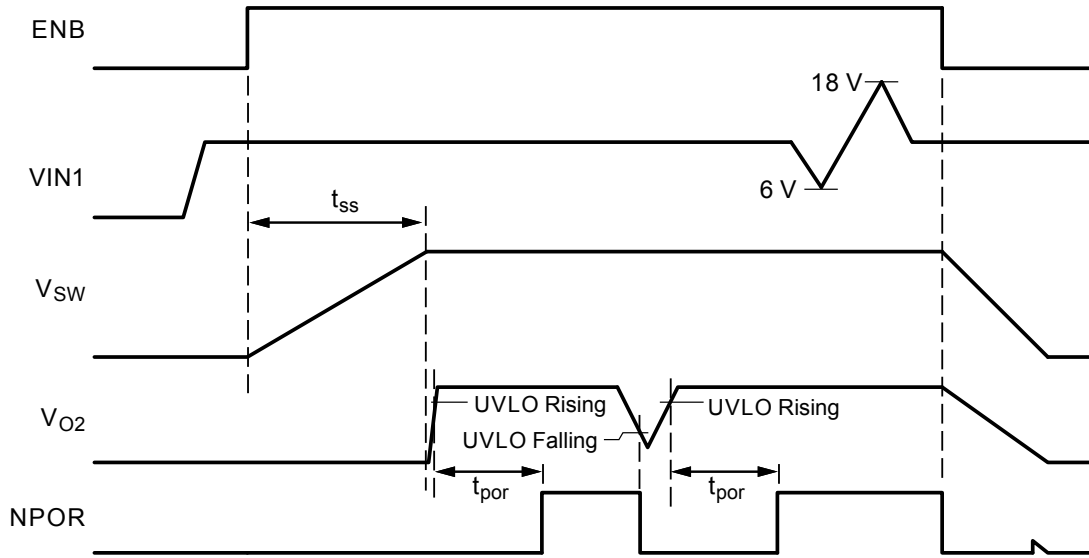 ENB
18 V
VIN1
6 V
tss
VSW
VO2
UVLO Rising
UVLO Rising
UVLO Falling
tpor
tpor
NPOR